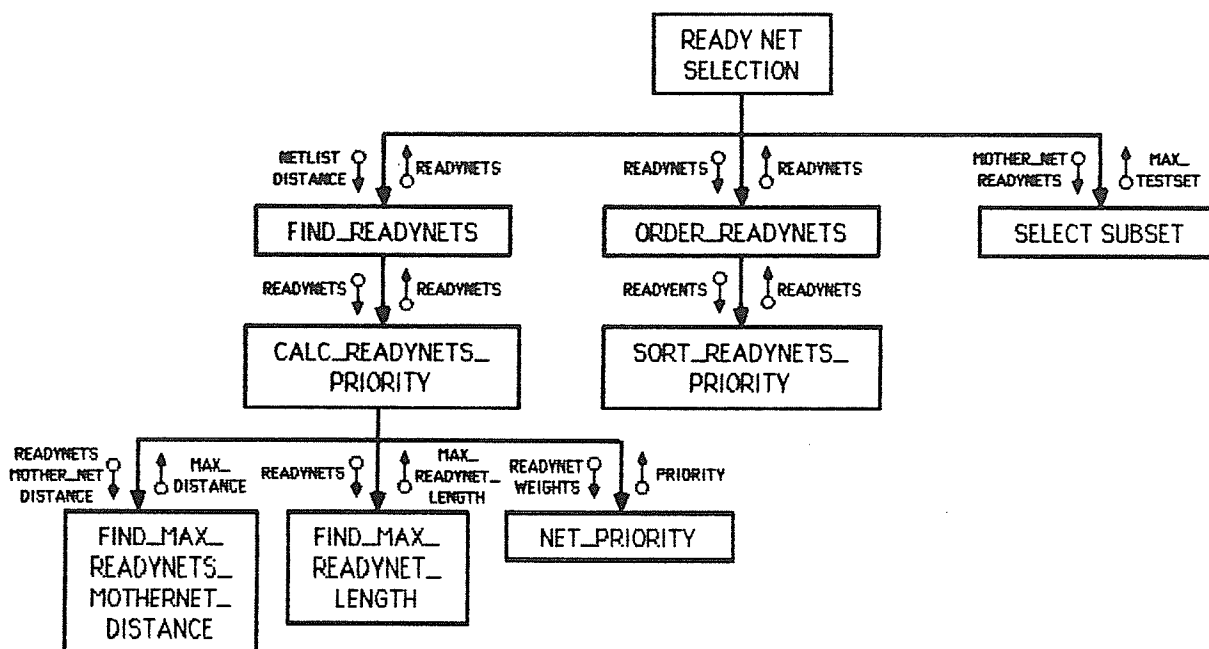 READY NET
SELECTION
NETLIST
DISTANCE
READYNETS
READYNETS
READYNETS
MOTHER_NET
READYNETS
MAX_
TESTSET
FIND_READYNETS
ORDER_READYNETS
SELECT SUBSET
READYNETS
READYNETS
READYENTS
READYNETS
CALC_READYNETS_
PRIORITY
SORT_READYNETS_
PRIORITY
READYNETS
MOTHER_NET
DISTANCE
MAX_
DISTANCE
READYNETS
MAX_
READYNET_
LENGTH
READYNET
WEIGHTS
PRIORITY
FIND_MAX_
READYNETS_
MOTHERNET_
DISTANCE
FIND_MAX_
READYNET_
LENGTH
NET_PRIORITY